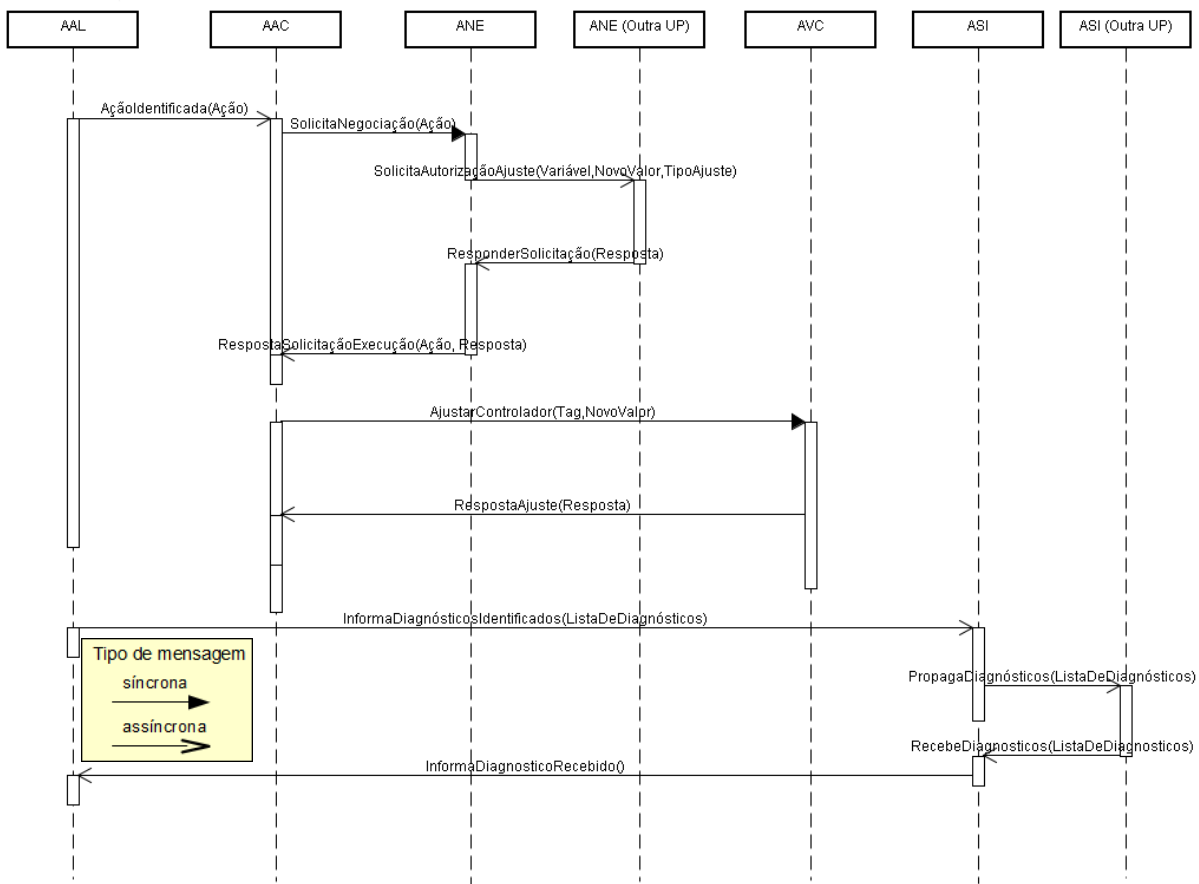 AAL
AAC
ANE
ANE (Outra UP)
AVC
ASI
ASI (Outra UP)
AçãoIdentificada(Ação)
SolicitaNegociação(Ação)
SolicitaAutorizaçãoAjuste(Variável,NovoValor,TipoAjuste)
ResponderSolicitação(Resposta)
RespostaSolicitaçãoExecução(Ação, Resposta)
AjustarControlador(Tag,NovoValor)
RespostaAjuste(Resposta)
InformaDiagnósticosIdentificados(ListaDeDiagnósticos)
Tipo de mensagem
síncrona
assíncrona
PropagaDiagnósticos(ListaDeDiagnósticos)
RecebeDiagnosticos(ListaDeDiagnosticos)
InformaDiagnosticoRecebido()